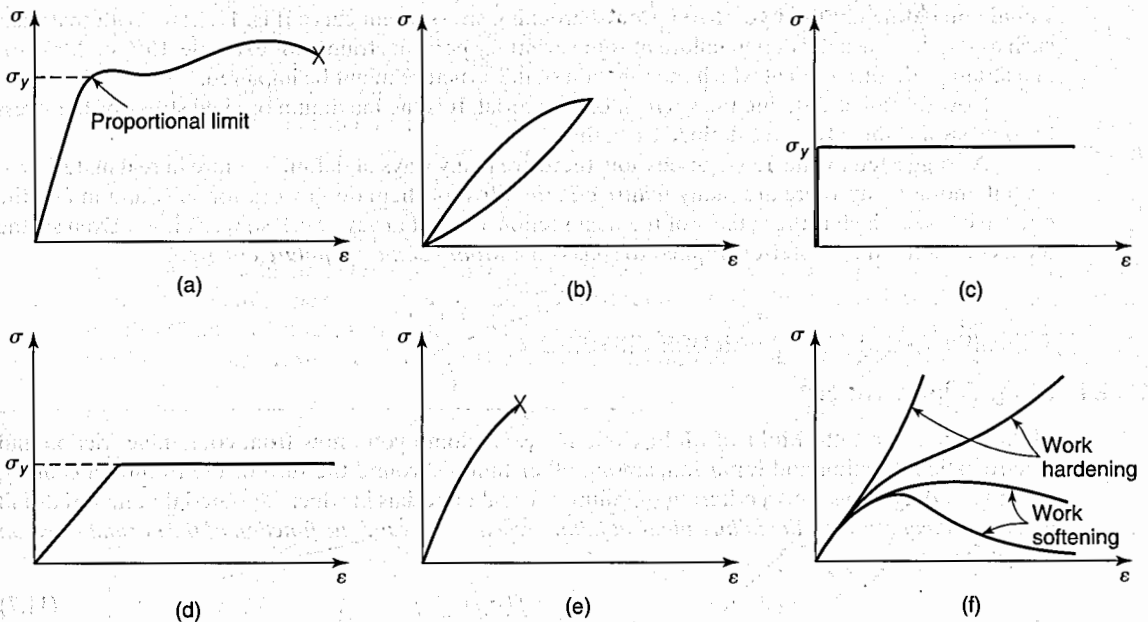 σ
σy
Proportional limit
ε
(a)
ε
(b)
σ
σy
ε
(c)
σ
σy
ε
(d)
σ
ε
(e)
σ
Work
hardening
Work
softening
ε
(f)